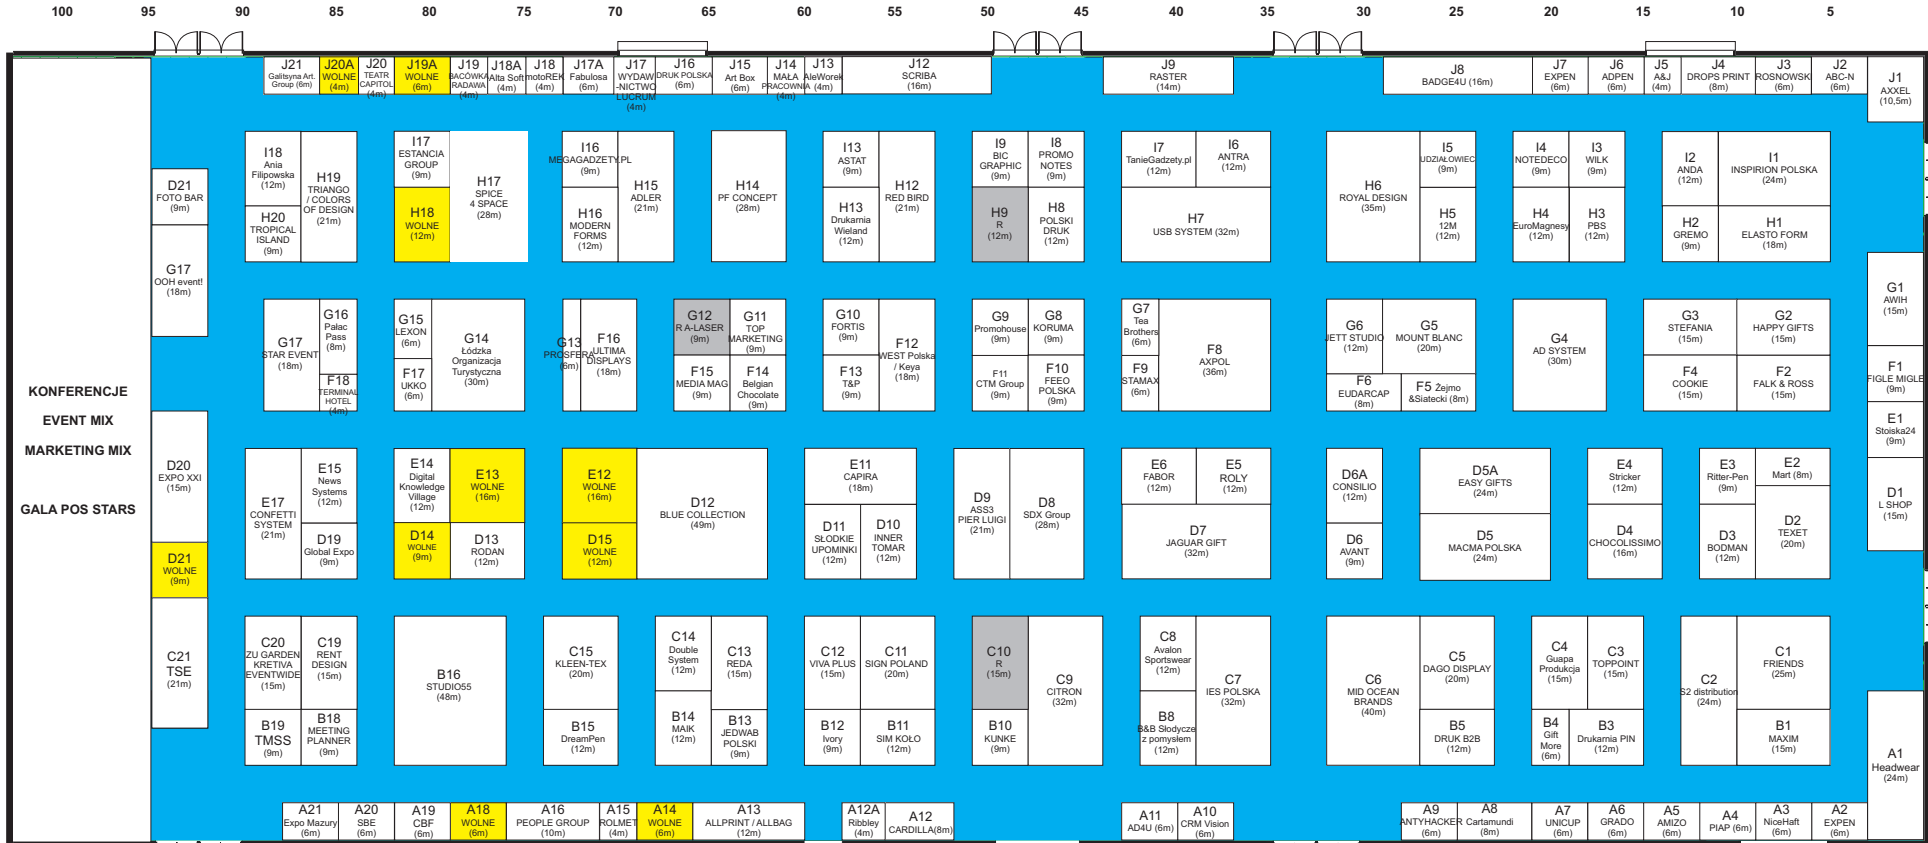 100 95 90 85 80 75 70 65 60 55 50 45 40 35 30 25 20 15 10 5
J21
Galitsyna Art.
Group (6m)
J20A
WOLNE
(4m)
J20
TEATR
CAPITOL
(4m)
J19A
WOLNE
(6m)
J19
BACÓWKA
RADAWA
(4m)
J18A
Alta Soft
(4m)
J18
motoREK
(4m)
J17A
Fabulosa
(6m)
J17
WYDAW
-NICTWO
LUCRUM
(4m)
J16
DRUK POLSKA
(6m)
J15
Art Box
(6m)
J14
MAŁA
PRACOWNIA
(4m)
J13
AleWorek
(4m)
J12
SCRIBA
(16m)
J9
RASTER
(14m)
J8
BADGE4U (16m)
J7
EXPEN
(6m)
J6
ADPEN
(6m)
J5
A&J
(4m)
J4
DROPS PRINT
(8m)
J3
ROSNOWSKI
(6m)
J2
ABC-N
(6m)
J1
AXXEL
(10,5m)
I18
Ania
Filipowska
(12m)
H20
TROPICAL
ISLAND
(9m)
H19
TRIANGO
/ COLORS
OF DESIGN
(21m)
I17
ESTANCIA
GROUP
(9m)
H18
WOLNE
(12m)
H17
SPICE
4 SPACE
(28m)
I16
MEGAGADZETY.PL
(9m)
H16
MODERN
FORMS
(12m)
H15
ADLER
(21m)
H14
PF CONCEPT
(28m)
I13
ASTAT
(9m)
H13
Drukarnia
Wieland
(12m)
H12
RED BIRD
(21m)
I9
BIC
GRAPHIC
(9m)
H9
R
(12m)
I8
PROMO
NOTES
(9m)
H8
POLSKI
DRUK
(12m)
I7
TanieGadzety.pl
(12m)
I6
ANTRA
(12m)
H7
USB SYSTEM (32m)
H6
ROYAL DESIGN
(35m)
I5
UDZIAŁOWIEC
(9m)
H5
12M
(12m)
I4
NOTEDECO
(9m)
H4
EuroMagnesy
(12m)
I3
WILK
(9m)
H3
PBS
(12m)
I2
ANDA
(12m)
H2
GREMO
(9m)
I1
INSPIRION POLSKA
(24m)
H1
ELASTO FORM
(18m)
D21
FOTO BAR
(9m)
G17
OOH event!
(18m)
G17
STAR EVENT
(18m)
G16
Pałac
Pass
(8m)
F18
TERMINAL
HOTEL
(4m)
G15
LEXON
(6m)
F17
UKKO
(6m)
G14
Łódzka
Organizacja
Turystyczna
(30m)
G13
PROSFERA
(6m)
F16
ULTIMA
DISPLAYS
(18m)
G12
R A-LASER
(9m)
G11
TOP
MARKETING
(9m)
F15
MEDIA MAG
(9m)
F14
Belgian
Chocolate
(9m)
G10
FORTIS
(9m)
F13
T&P
(9m)
F12
WEST Polska
/ Keya
(18m)
G9
Promohouse
(9m)
F11
CTM Group
(9m)
G8
KORUMA
(9m)
F10
FEEO
POLSKA
(9m)
G7
Tea
Brothers
(6m)
F9
STAMAX
(6m)
F8
AXPOL
(36m)
G6
JETT STUDIO
(12m)
G5
MOUNT BLANC
(20m)
F6
EUDARCAP
(8m)
F5 Żejmo
&Siatecki (8m)
G4
AD SYSTEM
(30m)
G3
STEFANIA
(15m)
G2
HAPPY GIFTS
(15m)
F4
COOKIE
(15m)
F2
FALK & ROSS
(15m)
G1
AWIH
(15m)
F1
FIGLE MIGLE
(9m)
E1
Stoiska24
(9m)
D1
L SHOP
(15m)
KONFERENCJE
EVENT MIX
MARKETING MIX
GALA POS STARS
D20
EXPO XXI
(15m)
D21
WOLNE
(9m)
C21
TSE
(21m)
E17
CONFETTI
SYSTEM
(21m)
E15
News
Systems
(12m)
D19
Global Expo
(9m)
E14
Digital
Knowledge
Village
(12m)
D14
WOLNE
(9m)
E13
WOLNE
(16m)
D13
RODAN
(12m)
E12
WOLNE
(16m)
D15
WOLNE
(12m)
D12
BLUE COLLECTION
(49m)
E11
CAPIRA
(18m)
D11
SŁODKIE
UPOMINKI
(12m)
D10
INNER
TOMAR
(12m)
D9
ASS3
PIER LUIGI
(21m)
D8
SDX Group
(28m)
E6
FABOR
(12m)
E5
ROLY
(12m)
D7
JAGUAR GIFT
(32m)
D6A
CONSILIO
(12m)
D6
AVANT
(9m)
D5A
EASY GIFTS
(24m)
D5
MACMA POLSKA
(24m)
E4
Stricker
(12m)
D4
CHOCOLISSIMO
(16m)
E3
Ritter-Pen
(9m)
D3
BODMAN
(12m)
E2
Mart (8m)
D2
TEXET
(20m)
C20
ZU GARDEN
KRETIVA
EVENTWIDE
(15m)
B19
TMSS
(9m)
C19
RENT
DESIGN
(15m)
B18
MEETING
PLANNER
(9m)
B16
STUDIO55
(48m)
C15
KLEEN-TEX
(20m)
B15
DreamPen
(12m)
C14
Double
System
(12m)
B14
MAIK
(12m)
C13
REDA
(15m)
B13
JEDWAB
POLSKI
(9m)
C12
VIVA PLUS
(15m)
B12
Ivory
(9m)
C11
SIGN POLAND
(20m)
B11
SIM KOŁO
(12m)
C10
R
(15m)
B10
KUNKE
(9m)
C9
CITRON
(32m)
C8
Avalon
Sportswear
(12m)
B8
B&B Słodycze
z pomysłem
(12m)
C7
IES POLSKA
(32m)
C6
MID OCEAN
BRANDS
(40m)
C5
DAGO DISPLAY
(20m)
B5
DRUK B2B
(12m)
C4
Guapa
Produkcja
(15m)
B4
Gift
More
(6m)
C3
TOPPOINT
(15m)
B3
Drukarnia PIN
(12m)
C2
S2 distribution
(24m)
C1
FRIENDS
(25m)
B1
MAXIM
(15m)
A1
Headwear
(24m)
A21
Expo Mazury
(6m)
A20
SBE
(6m)
A19
CBF
(6m)
A18
WOLNE
(6m)
A16
PEOPLE GROUP
(10m)
A15
ROLMET
(4m)
A14
WOLNE
(6m)
A13
ALLPRINT / ALLBAG
(12m)
A12A
Ribbley
(4m)
A12
CARDILLA(8m)
A11
AD4U (6m)
A10
CRM Vision
(6m)
A9
ANTYHACKER
(6m)
A8
Cartamundi
(8m)
A7
UNICUP
(6m)
A6
GRADO
(6m)
A5
AMIZO
(6m)
A4
PIAP (6m)
A3
NiceHaft
(6m)
A2
EXPEN
(6m)